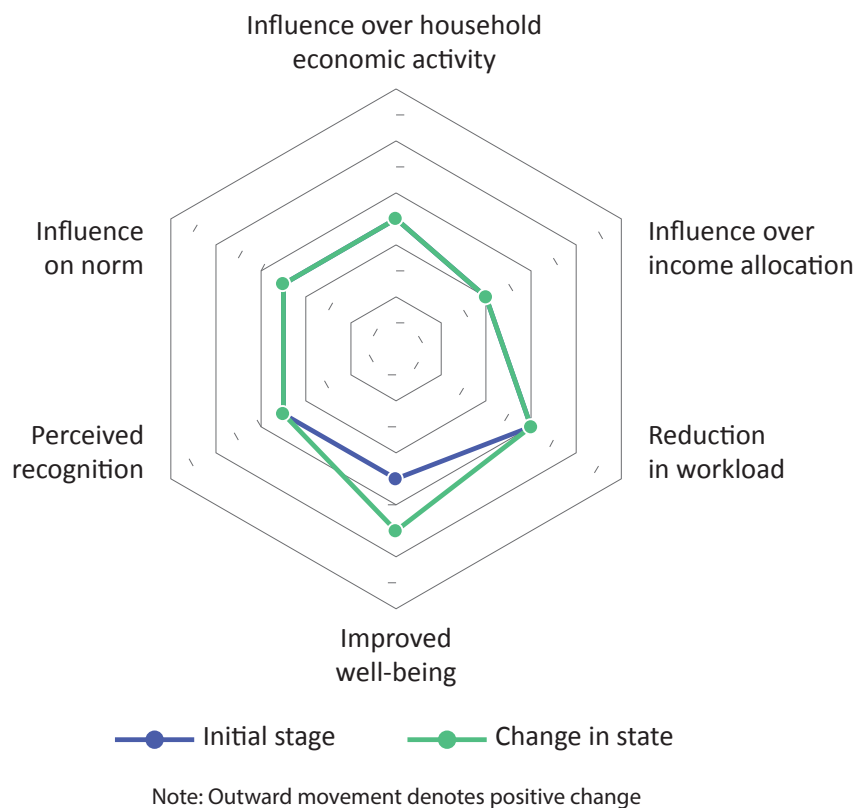 Influence over household
economic activity
Influence
on norm
Influence over
income allocation
Perceived
recognition
Reduction
in workload
Improved
well-being
Initial stage
Change in state
Note: Outward movement denotes positive change